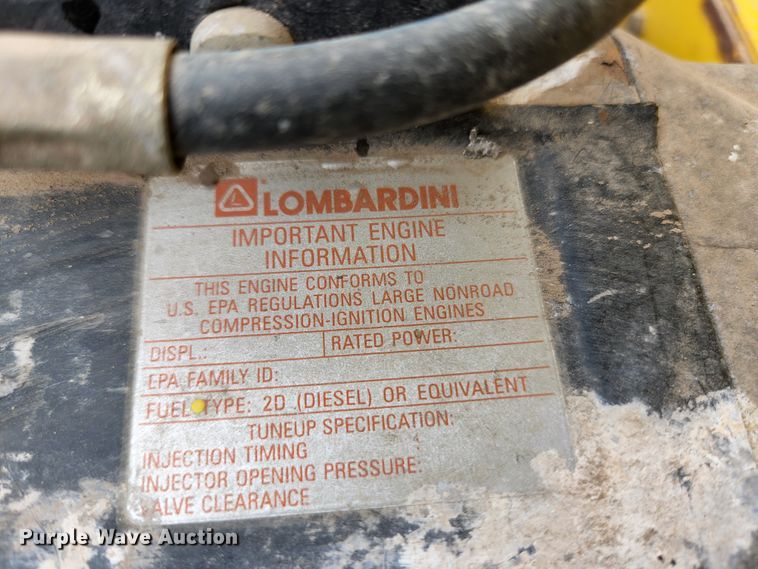 LOMBARDINI
IMPORTANT ENGINE
INFORMATION
THIS ENGINE CONFORMS TO
U.S. EPA REGULATIONS LARGE NONROAD
COMPRESSION-IGNITION ENGINES
DISPL.: RATED POWER:
EPA FAMILY ID:
FUEL TYPE: 2D (DIESEL) OR EQUIVALENT
TUNEUP SPECIFICATION:
INJECTION TIMING
INJECTOR OPENING PRESSURE:
VALVE CLEARANCE
Purple Wave Auction